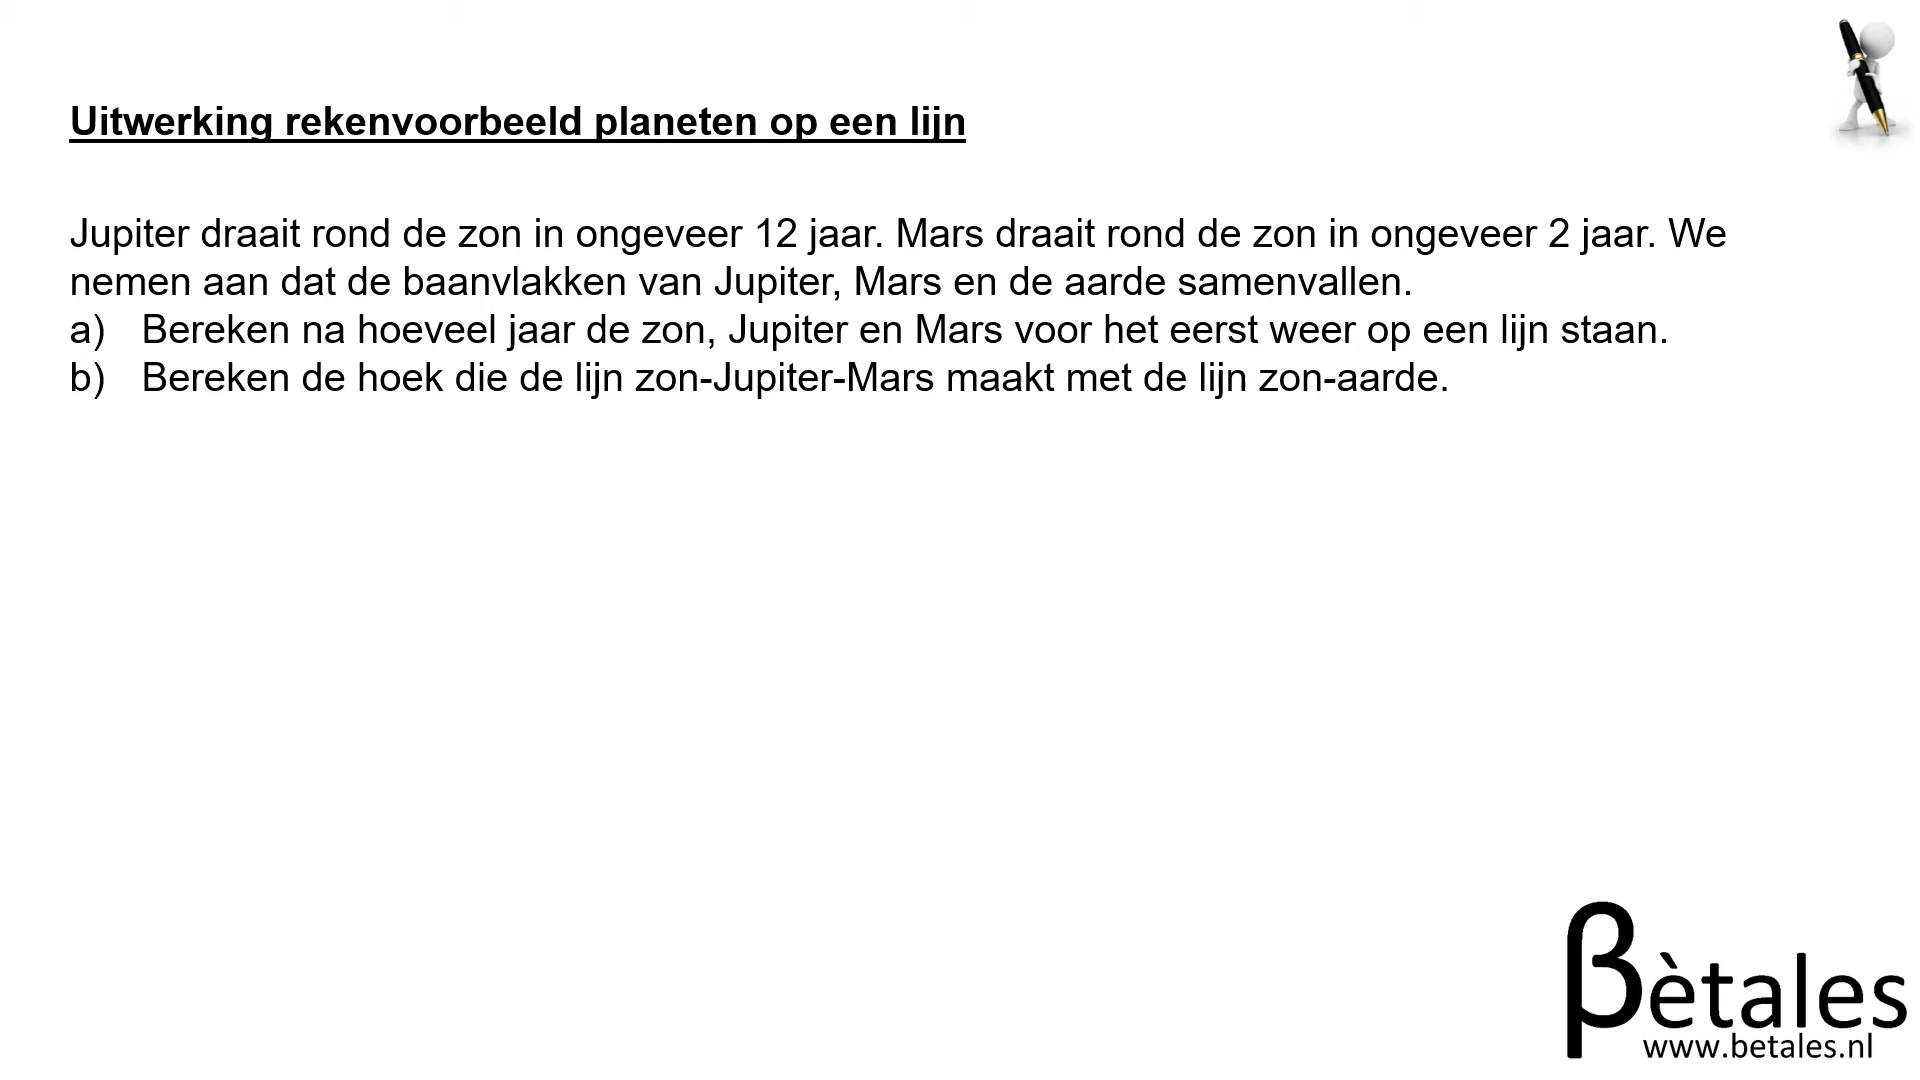 Uitwerking rekenvoorbeeld planeten op een lijn
Jupiter draait rond de zon in ongeveer 12 jaar. Mars draait rond de zon in ongeveer 2 jaar. We
nemen aan dat de baanvlakken van Jupiter, Mars en de aarde samenvallen.
a) Bereken na hoeveel jaar de zon, Jupiter en Mars voor het eerst weer op een lijn staan.
b) Bereken de hoek die de lijn zon-Jupiter-Mars maakt met de lijn zon-aarde.
βètales
www.betales.nl